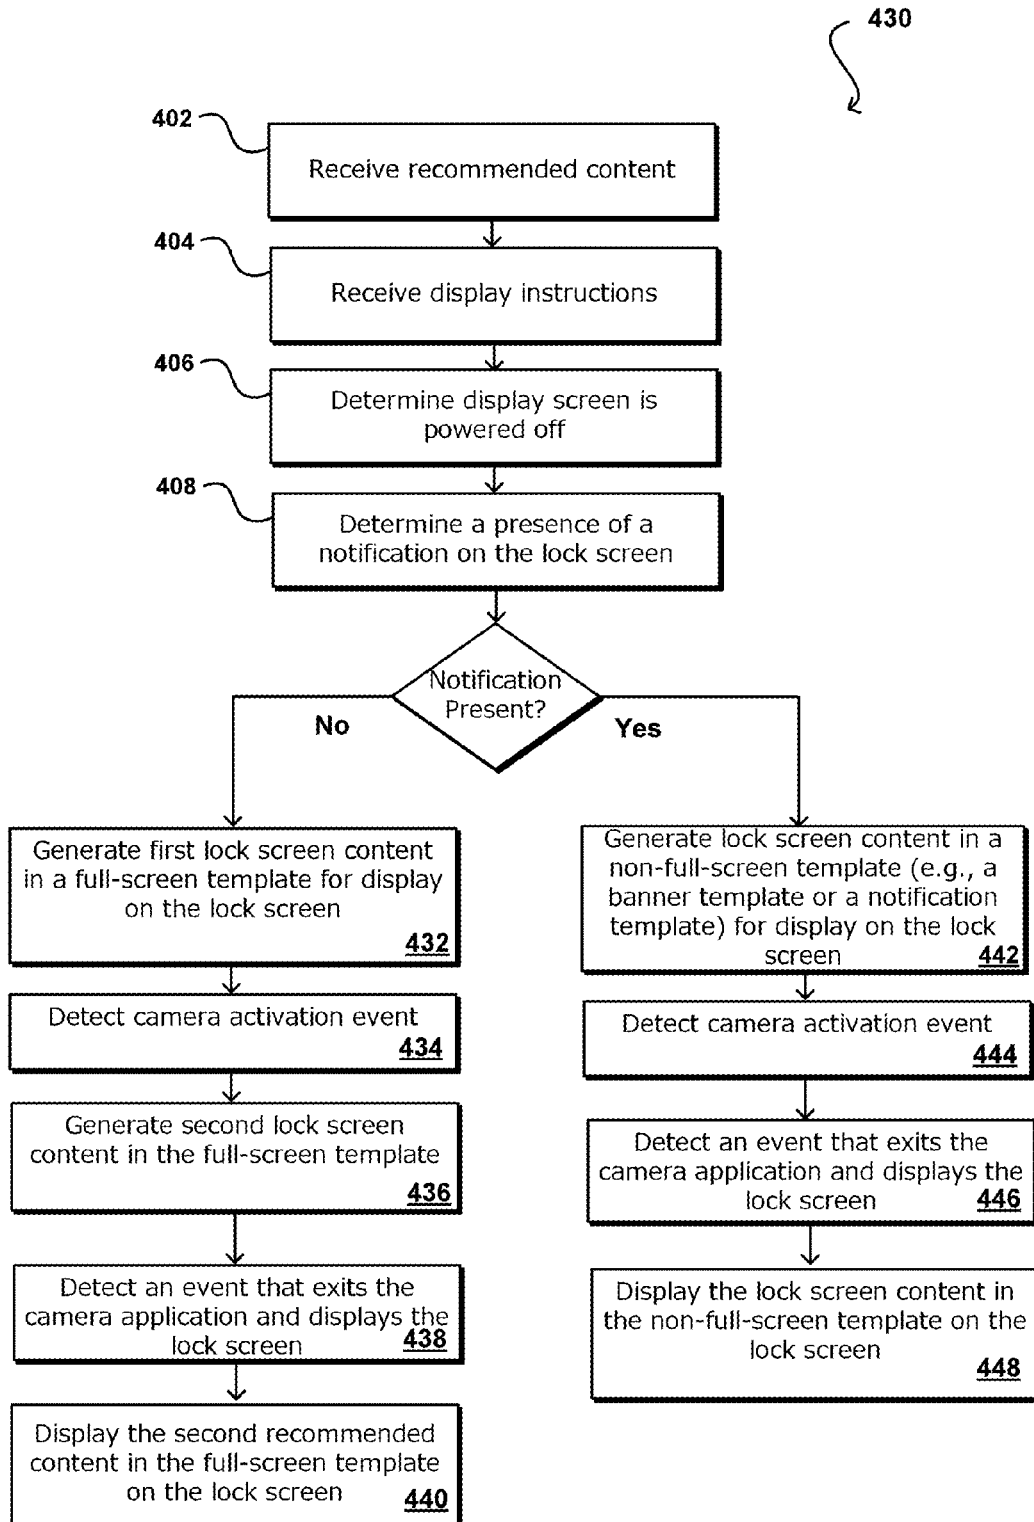 430
402
Receive recommended content
404
Receive display instructions
406
Determine display screen is
powered off
408
Determine a presence of a
notification on the lock screen
Notification
Present?
No
Yes
Generate first lock screen content
in a full-screen template for display
on the lock screen
432
Detect camera activation event
434
Generate second lock screen
content in the full-screen template
436
Detect an event that exits the
camera application and displays the
lock screen
438
Display the second recommended
content in the full-screen template
on the lock screen
440
Generate lock screen content in a
non-full-screen template (e.g., a
banner template or a notification
template) for display on the lock
screen
442
Detect camera activation event
444
Detect an event that exits the
camera application and displays the
lock screen
446
Display the lock screen content in
the non-full-screen template on the
lock screen
448